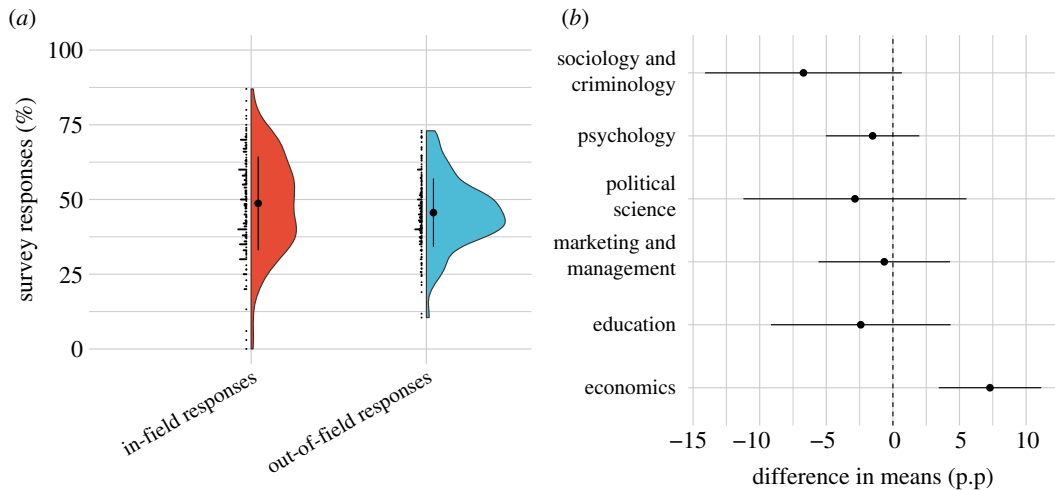 (a)
100
75
50
25
0
survey responses (%)
in-field responses
out-of-field responses
(b)
sociology and
criminology
psychology
political
science
marketing and
management
education
economics
−15
−10
−5
0
5
10
difference in means (p.p)